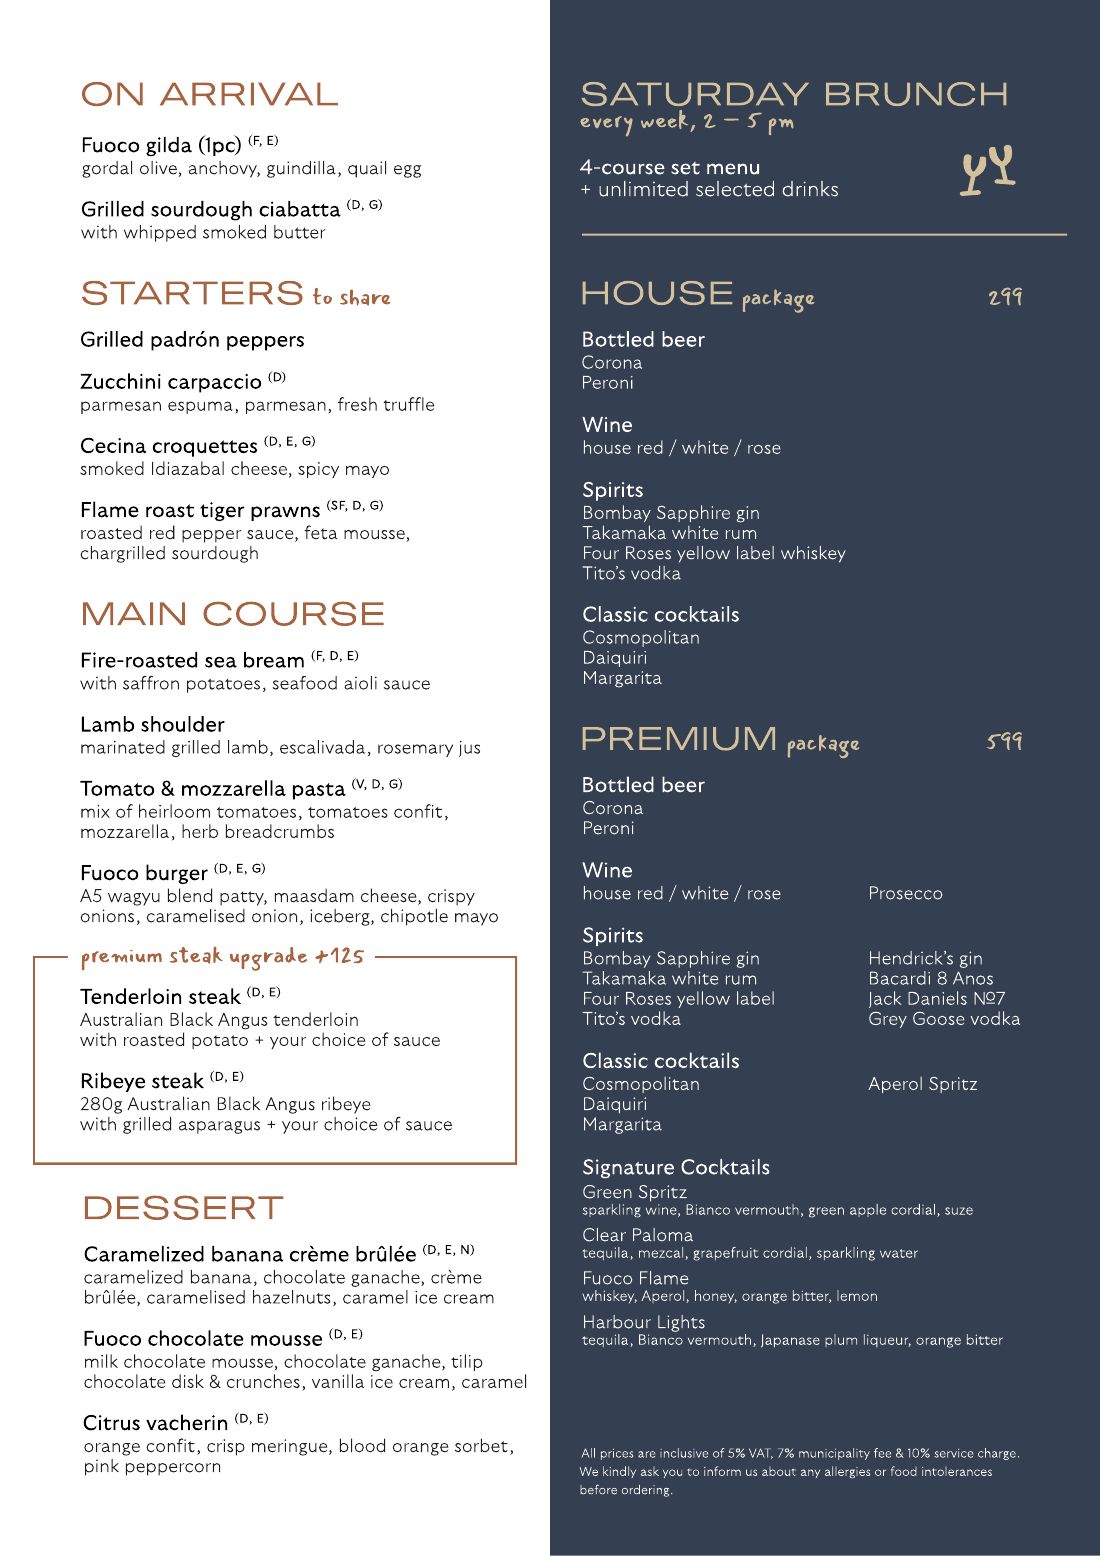 ON ARRIVAL
Fuoco gilda (1pc) (F, E)
gordal olive, anchovy, guindilla, quail egg
Grilled sourdough ciabatta (D, G)
with whipped smoked butter
STARTERS to share
Grilled padrón peppers
Zucchini carpaccio (D)
parmesan espuma, parmesan, fresh truffle
Cecina croquettes (D, E, G)
smoked Idiazabal cheese, spicy mayo
Flame roast tiger prawns (SF, D, G)
roasted red pepper sauce, feta mousse,
chargrilled sourdough
MAIN COURSE
Fire-roasted sea bream (F, D, E)
with saffron potatoes, seafood aioli sauce
Lamb shoulder
marinated grilled lamb, escalivada, rosemary jus
Tomato & mozzarella pasta (V, D, G)
mix of heirloom tomatoes, tomatoes confit,
mozzarella, herb breadcrumbs
Fuoco burger (D, E, G)
A5 wagyu blend patty, maasdam cheese, crispy
onions, caramelised onion, iceberg, chipotle mayo
premium steak upgrade +125
Tenderloin steak (D, E)
Australian Black Angus tenderloin
with roasted potato + your choice of sauce
Ribeye steak (D, E)
280g Australian Black Angus ribeye
with grilled asparagus + your choice of sauce
DESSERT
Caramelized banana crème brûlée (D, E, N)
caramelized banana, chocolate ganache, crème
brûlée, caramelised hazelnuts, caramel ice cream
Fuoco chocolate mousse (D, E)
milk chocolate mousse, chocolate ganache, tilip
chocolate disk & crunches, vanilla ice cream, caramel
Citrus vacherin (D, E)
orange confit, crisp meringue, blood orange sorbet,
pink peppercorn
SATURDAY BRUNCH
every week, 2 – 5 pm
4-course set menu
+ unlimited selected drinks
HOUSE package 299
Bottled beer
Corona
Peroni
Wine
house red / white / rose
Spirits
Bombay Sapphire gin
Takamaka white rum
Four Roses yellow label whiskey
Tito's vodka
Classic cocktails
Cosmopolitan
Daiquiri
Margarita
PREMIUM package 599
Bottled beer
Corona
Peroni
Wine
house red / white / rose Prosecco
Spirits
Bombay Sapphire gin Hendrick's gin
Takamaka white rum Bacardi 8 Anos
Four Roses yellow label Jack Daniels №7
Tito's vodka Grey Goose vodka
Classic cocktails
Cosmopolitan Aperol Spritz
Daiquiri
Margarita
Signature Cocktails
Green Spritz
sparkling wine, Bianco vermouth, green apple cordial, suze
Clear Paloma
tequila, mezcal, grapefruit cordial, sparkling water
Fuoco Flame
whiskey, Aperol, honey, orange bitter, lemon
Harbour Lights
tequila, Bianco vermouth, Japanase plum liqueur, orange bitter
All prices are inclusive of 5% VAT, 7% municipality fee & 10% service charge.
We kindly ask you to inform us about any allergies or food intolerances
before ordering.